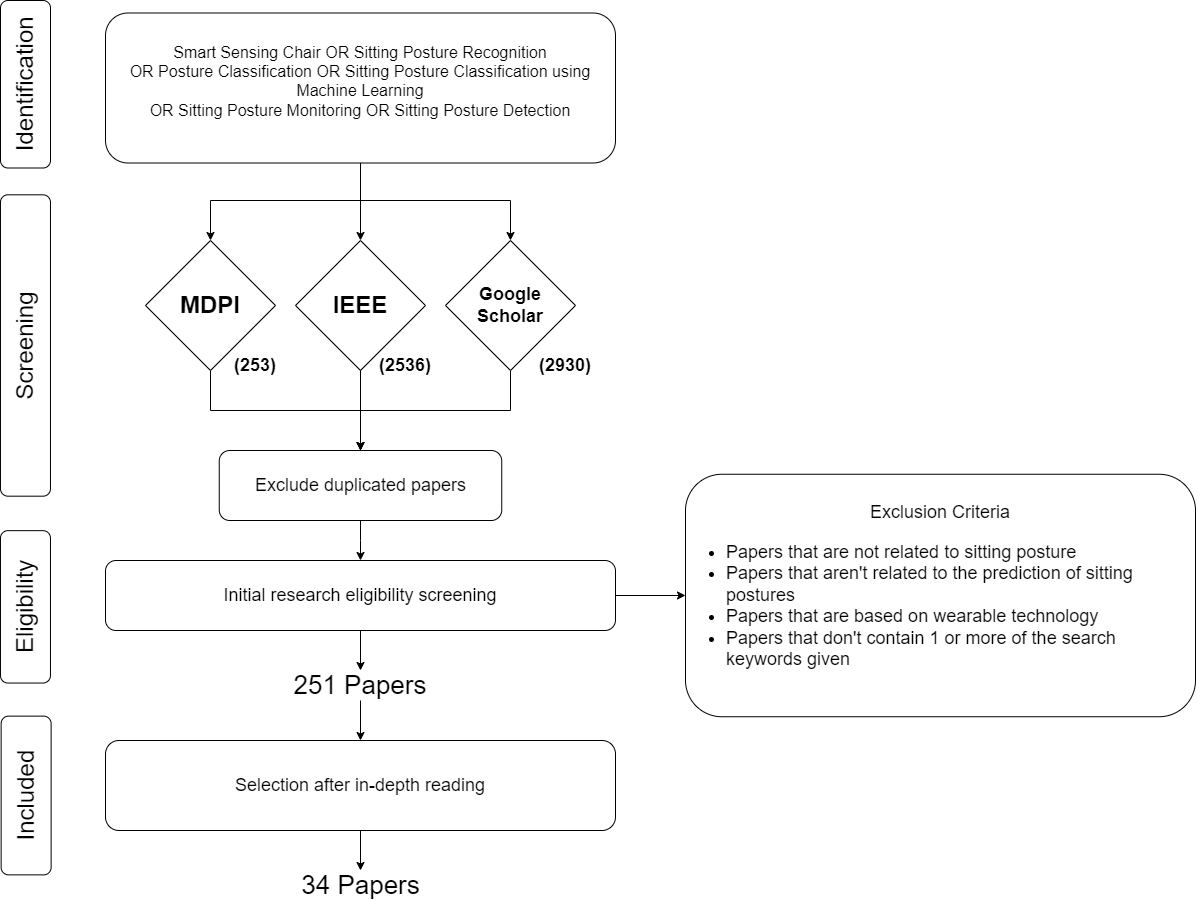 Identification
Smart Sensing Chair OR Sitting Posture Recognition
OR Posture Classification OR Sitting Posture Classification using
Machine Learning
OR Sitting Posture Monitoring OR Sitting Posture Detection
Screening
MDPI
(253)
IEEE
(2536)
Google
Scholar
(2930)
Exclude duplicated papers
Eligibility
Initial research eligibility screening
Exclusion Criteria
• Papers that are not related to sitting posture
• Papers that aren't related to the prediction of sitting
postures
• Papers that are based on wearable technology
• Papers that don't contain 1 or more of the search
keywords given
251 Papers
Included
Selection after in-depth reading
34 Papers